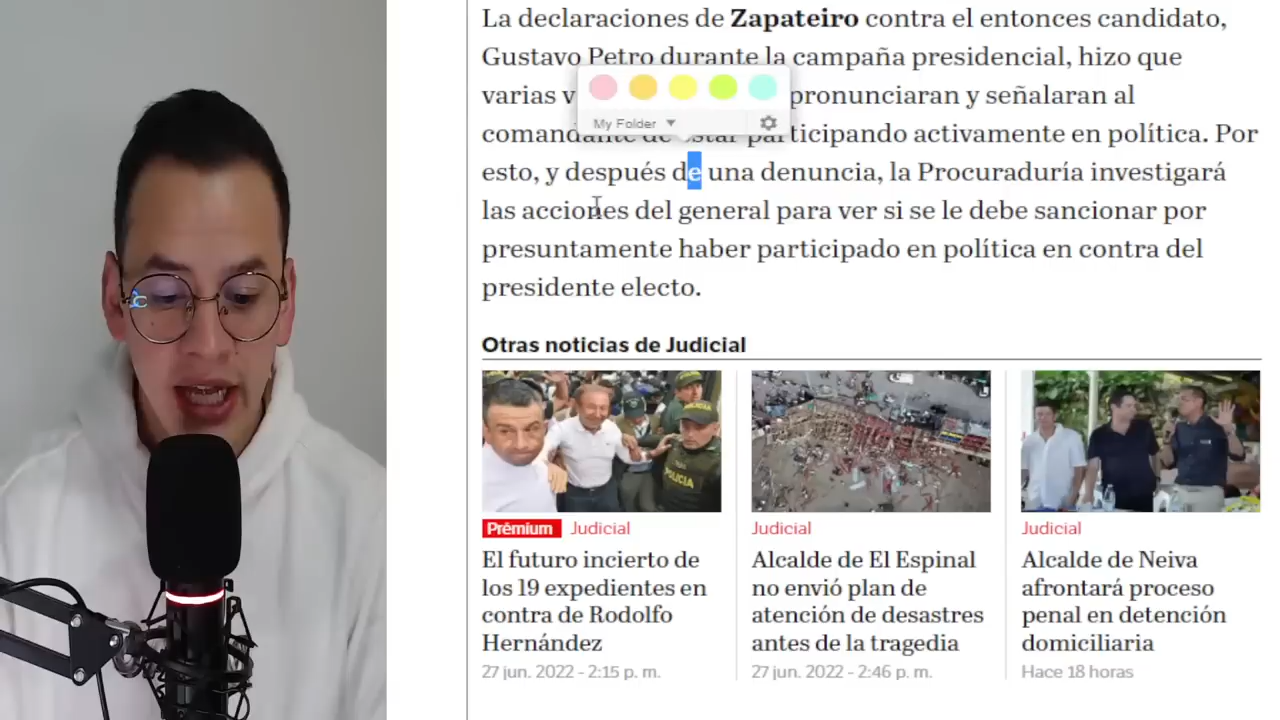 La declaraciones de Zapateiro contra el entonces candidato,
Gustavo Petro durante la campaña presidencial, hizo que
varias v pronunciaran y señalaran al
comandante de estar participando activamente en política. Por
esto, y después de una denuncia, la Procuraduría investigará
las acciones del general para ver si se le debe sancionar por
presuntamente haber participado en política en contra del
presidente electo.
My Folder
Otras noticias de Judicial
POLICIA
Prémium Judicial
El futuro incierto de
los 19 expedientes en
contra de Rodolfo
Hernández
27 jun. 2022 - 2:15 p. m.
Judicial
Alcalde de El Espinal
no envió plan de
atención de desastres
antes de la tragedia
27 jun. 2022 - 2:46 p. m.
Judicial
Alcalde de Neiva
afrontará proceso
penal en detención
domiciliaria
Hace 18 horas